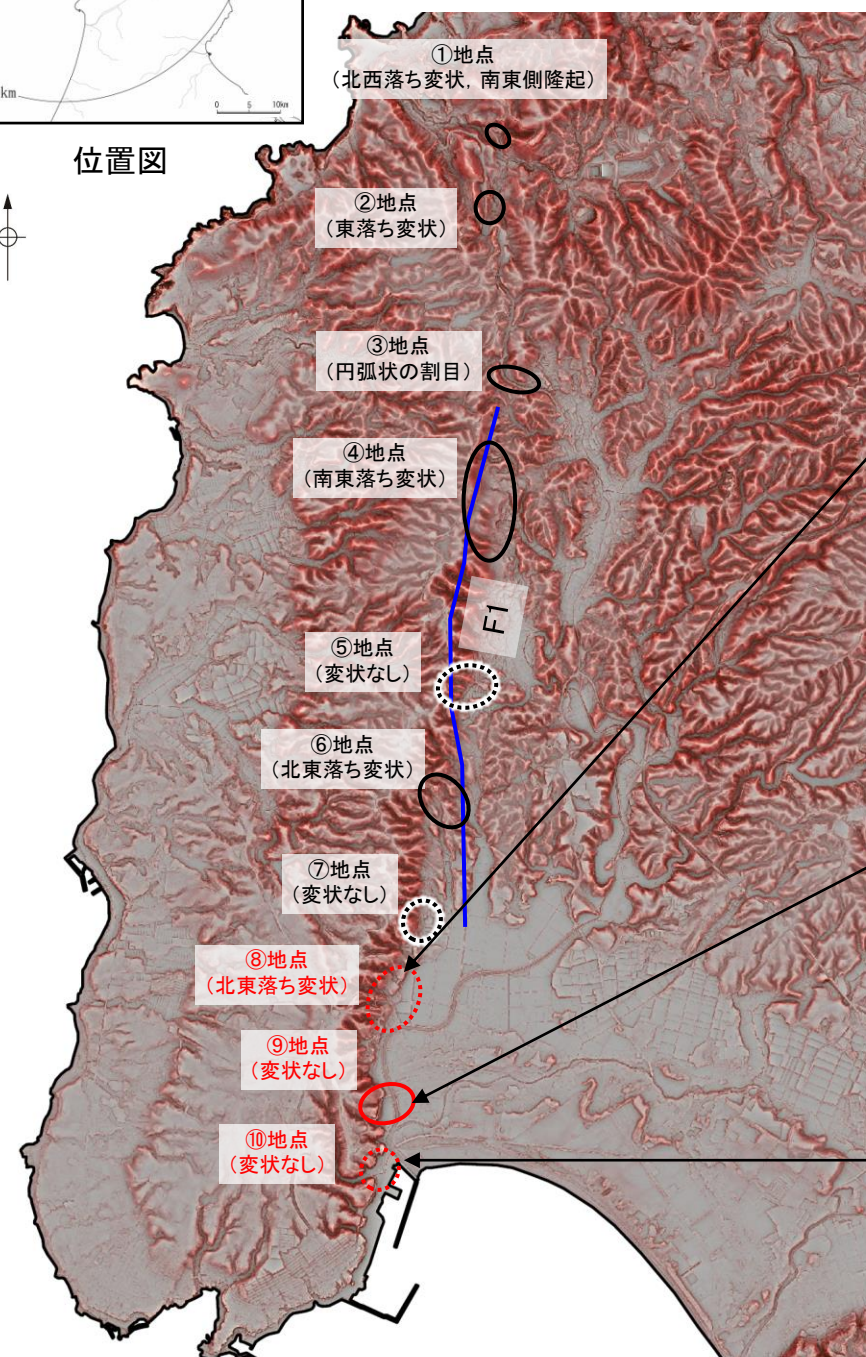 km
0 5 10km
位置図
①地点
（北西落ち変状，南東側隆起）
②地点
（東落ち変状）
③地点
（円弧状の割目）
④地点
（南東落ち変状）
F1
⑤地点
（変状なし）
⑥地点
（北東落ち変状）
⑦地点
（変状なし）
⑧地点
（北東落ち変状）
⑨地点
（変状なし）
⑩地点
（変状なし）